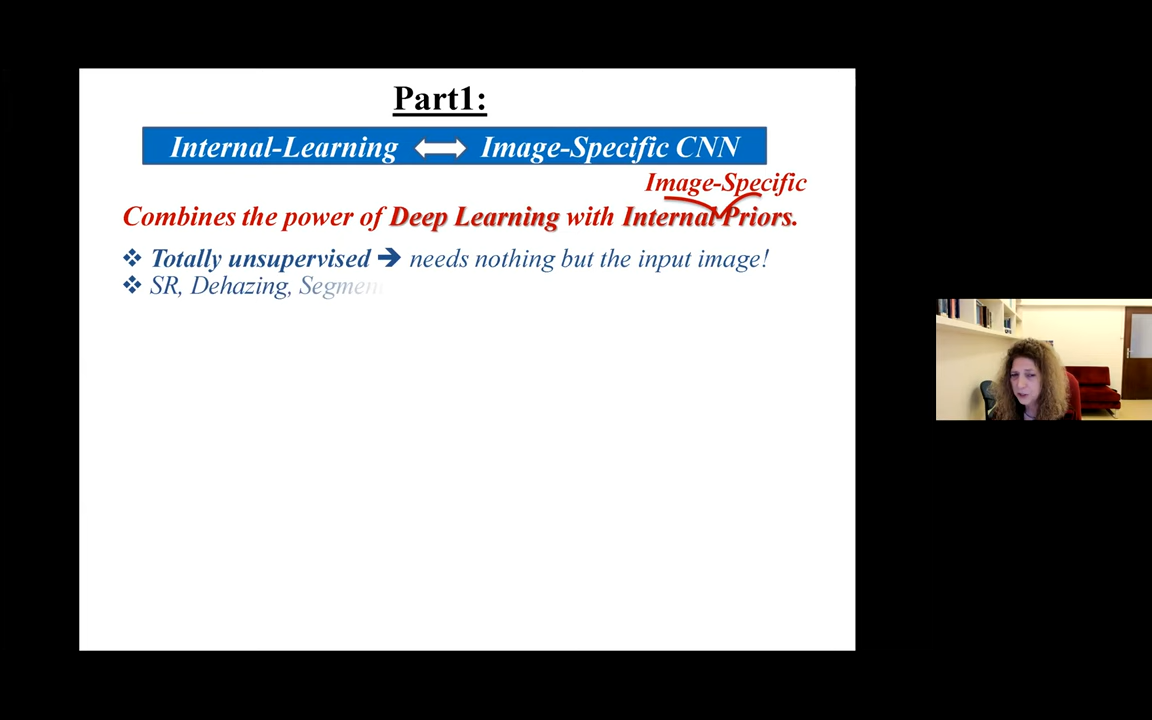 Part1:
Internal-Learning Image-Specific CNN
Image-Specific
Combines the power of Deep Learning with Internal Priors.
Totally unsupervised → needs nothing but the input image!
SR, Dehazing,